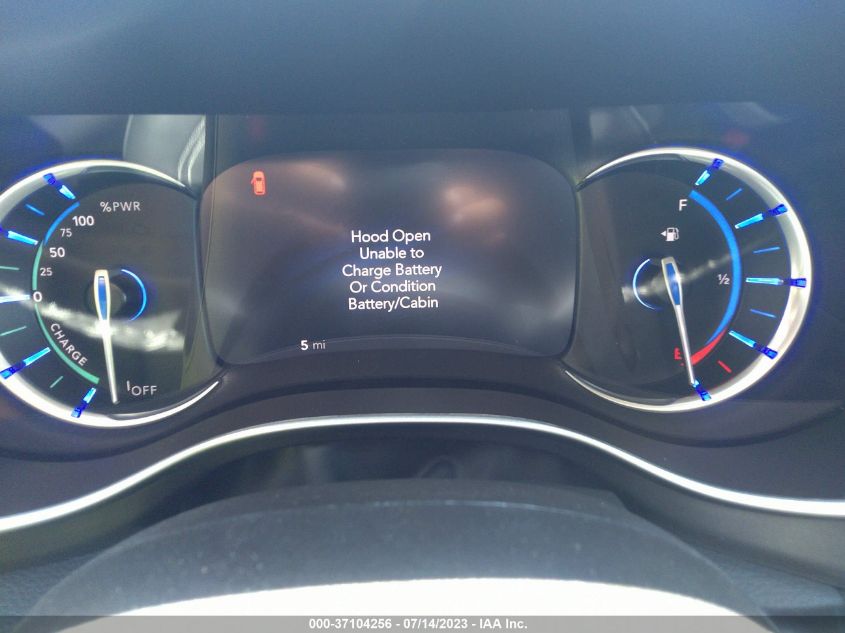 %PWR
100
75
50
25
0
CHARGE
OFF
Hood Open
Unable to
Charge Battery
Or Condition
Battery/Cabin
5 mi
F
½
E
000-37104256 - 07/14/2023 - IAA Inc.